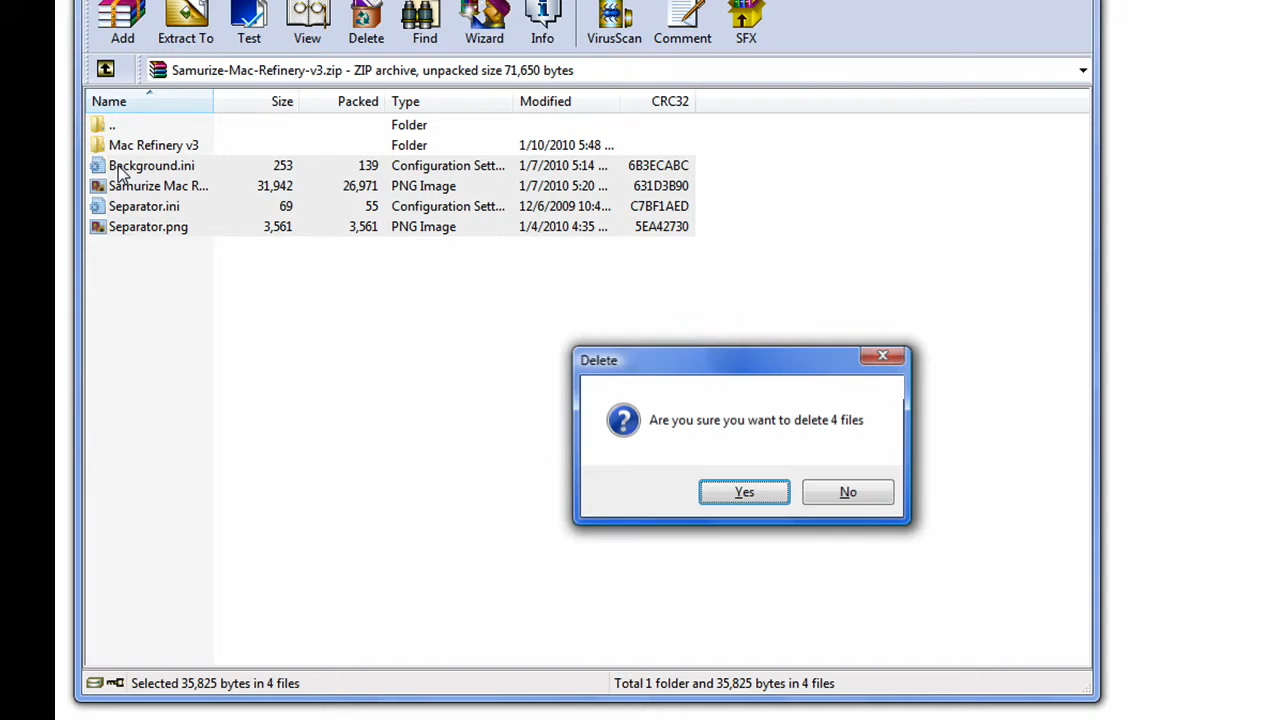 Add Extract To Test View Delete Find Wizard Info VirusScan Comment SFX
Samurize-Mac-Refinery-v3.zip - ZIP archive, unpacked size 71,650 bytes
Name Size Packed Type Modified CRC32
.. Folder
Mac Refinery v3 Folder 1/10/2010 5:48 ...
Background.ini 253 139 Configuration Sett... 1/7/2010 5:14 ... 6B3ECABC
Samurize Mac R... 31,942 26,971 PNG Image 1/7/2010 5:20 ... 631D3B90
Separator.ini 69 55 Configuration Sett... 12/6/2009 10:4... C7BF1AED
Separator.png 3,561 3,561 PNG Image 1/4/2010 4:35 ... 5EA42730
Delete
Are you sure you want to delete 4 files
Yes No
Selected 35,825 bytes in 4 files Total 1 folder and 35,825 bytes in 4 files